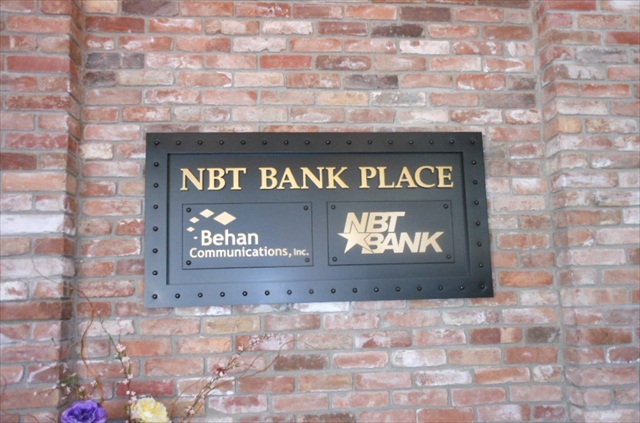 NBT BANK PLACE
Behan
Communications, Inc.
NBT
BANK